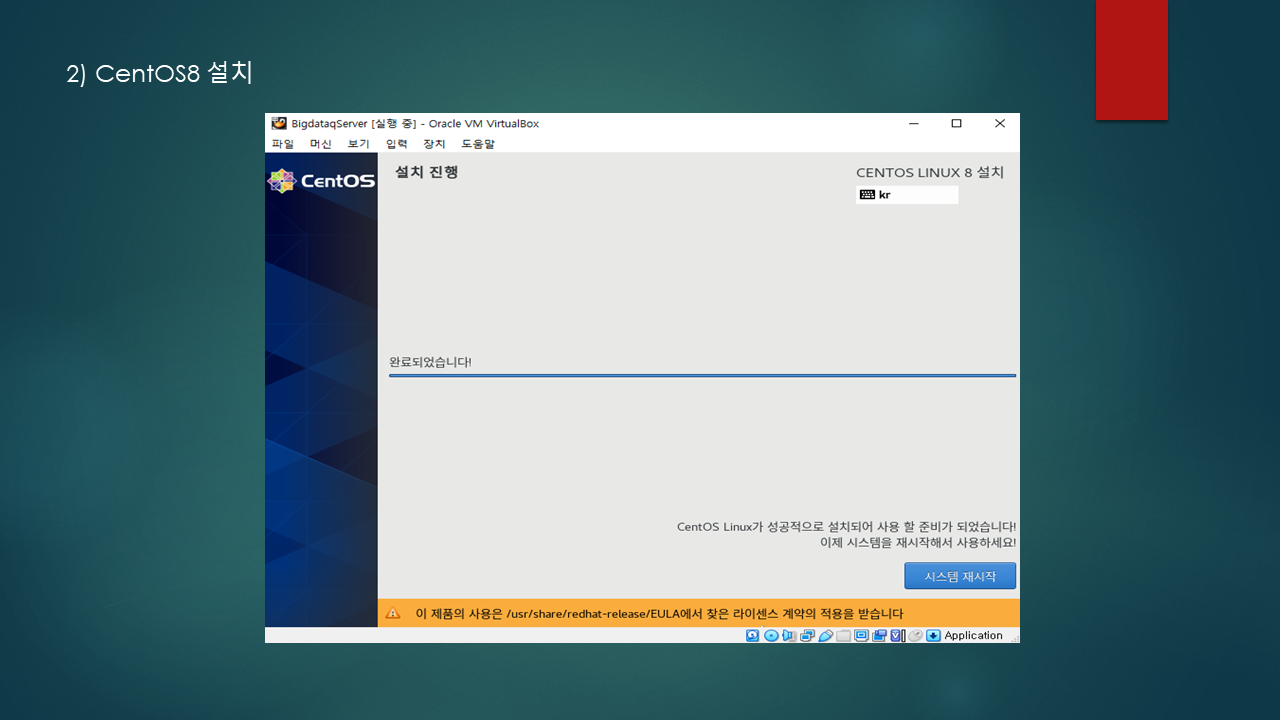 2) CentOS8 설치
BigdataqServer [실행 중] - Oracle VM VirtualBox
파일 머신 보기 입력 장치 도움말
CentOS
설치 진행
CENTOS LINUX 8 설치
kr
완료되었습니다!
CentOS Linux가 성공적으로 설치되어 사용 할 준비가 되었습니다!
이제 시스템을 재시작해서 사용하세요!
시스템 재시작
이 제품의 사용은 /usr/share/redhat-release/EULA에서 찾은 라이센스 계약의 적용을 받습니다
Application